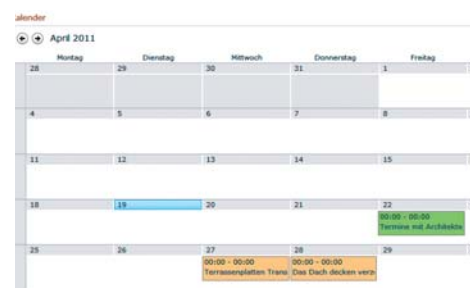 alender
April 2011
Montag Dienstag Mittwoch Donnerstag Freitag
28 29 30 31 1
4 5 6 7 8
11 12 13 14 15
18 19 20 21 22
00:00 - 00:00
Termine mit Architekte
25 26 27 28 29
00:00 - 00:00 00:00 - 00:00
Terrassenplatten Trans Das Dach decken verz